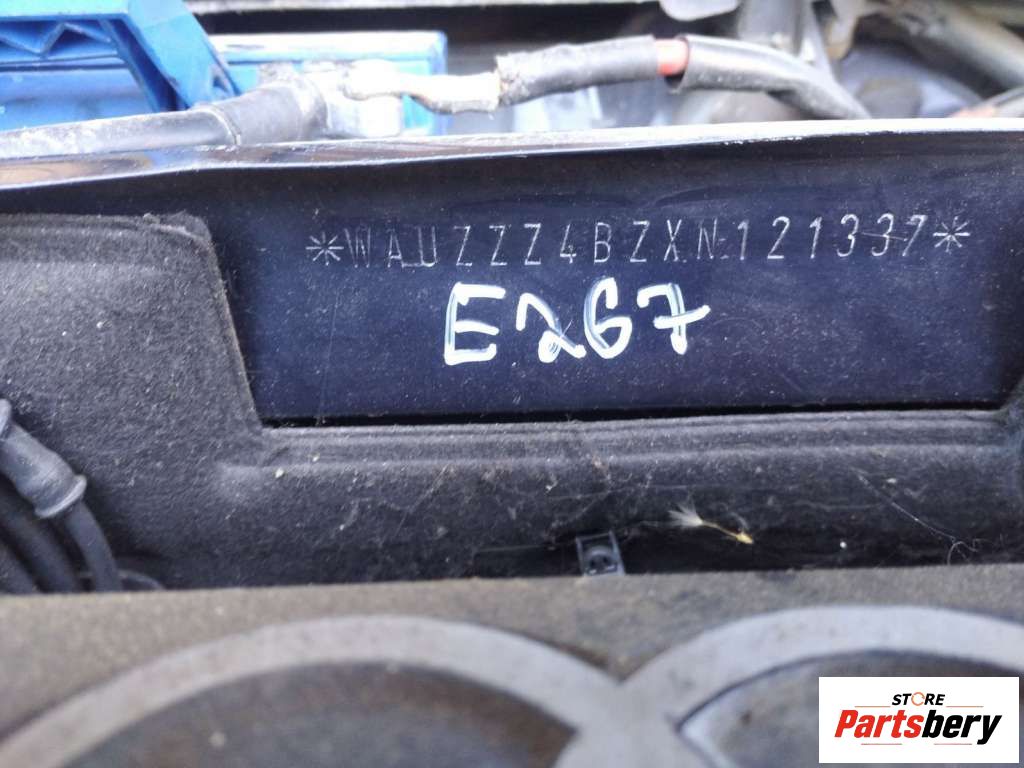 *WAUZZZ4BZXN121337*
E267
STORE
Partsbery